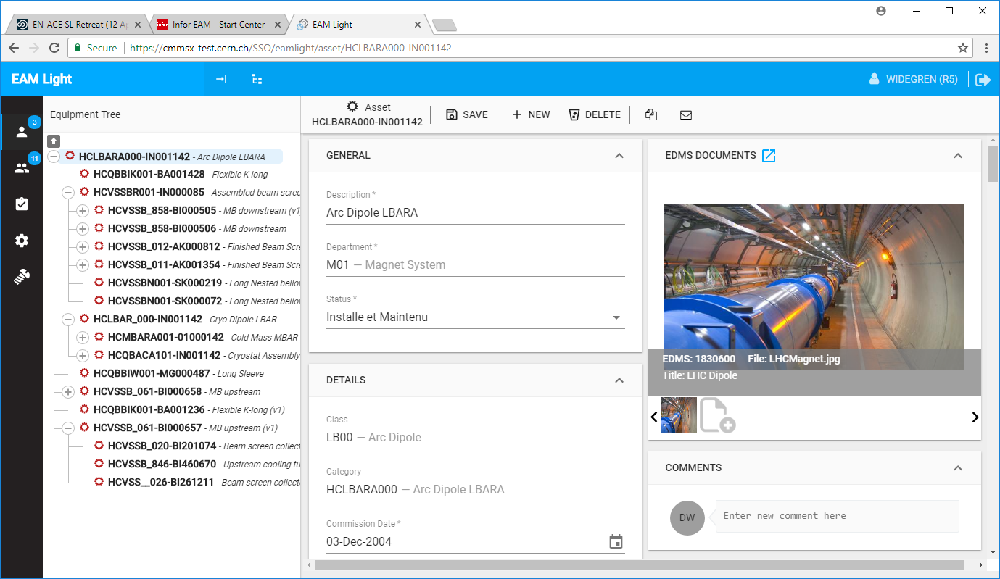 EN-ACE SL Retreat (12 Ap
Infor EAM - Start Center
EAM Light
Secure
https://cmmsx-test.cern.ch/SSO/eamlight/asset/HCLBARA000-IN001142
EAM Light
WIDEGREN (R5)
3
11
Equipment Tree
HCLBARA000-IN001142 - Arc Dipole LBARA
HCQBBIK001-BA001428 - Flexible K-long
HCVSSBR001-IN000085 - Assembled beam scree
HCVSSB_858-BI000505 - MB downstream (v1
HCVSSB_858-BI000506 - MB downstream
HCVSSB_012-AK000812 - Finished Beam Scre
HCVSSB_011-AK001354 - Finished Beam Scre
HCVSSBN001-SK000219 - Long Nested bello
HCVSSBN001-SK000072 - Long Nested bello
HCLBAR_000-IN001142 - Cryo Dipole LBAR
HCMBARA001-01000142 - Cold Mass MBAR
HCQBACA101-IN001142 - Cryostat Assembly
HCQBBIW001-MG000487 - Long Sleeve
HCVSSB_061-BI000658 - MB upstream
HCQBBIK001-BA001236 - Flexible K-long (v1)
HCVSSB_061-BI000657 - MB upstream (v1)
HCVSSB_020-BI201074 - Beam screen collect
HCVSSB_846-BI460670 - Upstream cooling tu
HCVSS__026-BI261211 - Beam screen collect
Asset
HCLBARA000-IN001142
SAVE
NEW
DELETE
GENERAL
Description *
Arc Dipole LBARA
Department *
M01 — Magnet System
Status *
Installe et Maintenu
DETAILS
Class
LB00 — Arc Dipole
Category
HCLBARA000 — Arc Dipole LBARA
Commission Date *
03-Dec-2004
EDMS DOCUMENTS
EDMS: 1830600 File: LHCMagnet.jpg
Title: LHC Dipole
COMMENTS
DW
Enter new comment here